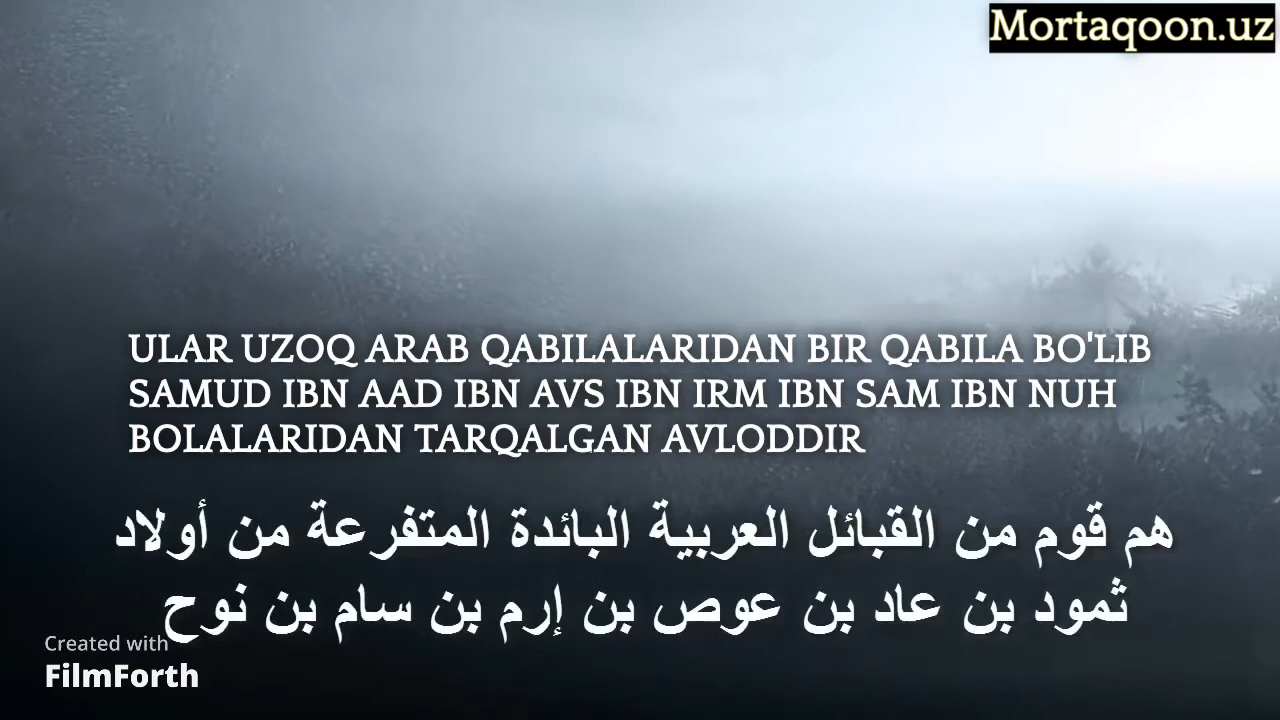 Mortaqoon.uz
ULAR UZOQ ARAB QABILALARIDAN BIR QABILA BO'LIB
SAMUD IBN AAD IBN AVS IBN IRM IBN SAM IBN NUH
BOLALARIDAN TARQALGAN AVLODDIR
هم قوم من القبائل العربية البائدة المتفرعة من أولاد
ثمود بن عاد بن عوص بن إرم بن سام بن نوح
Created with
FilmForth